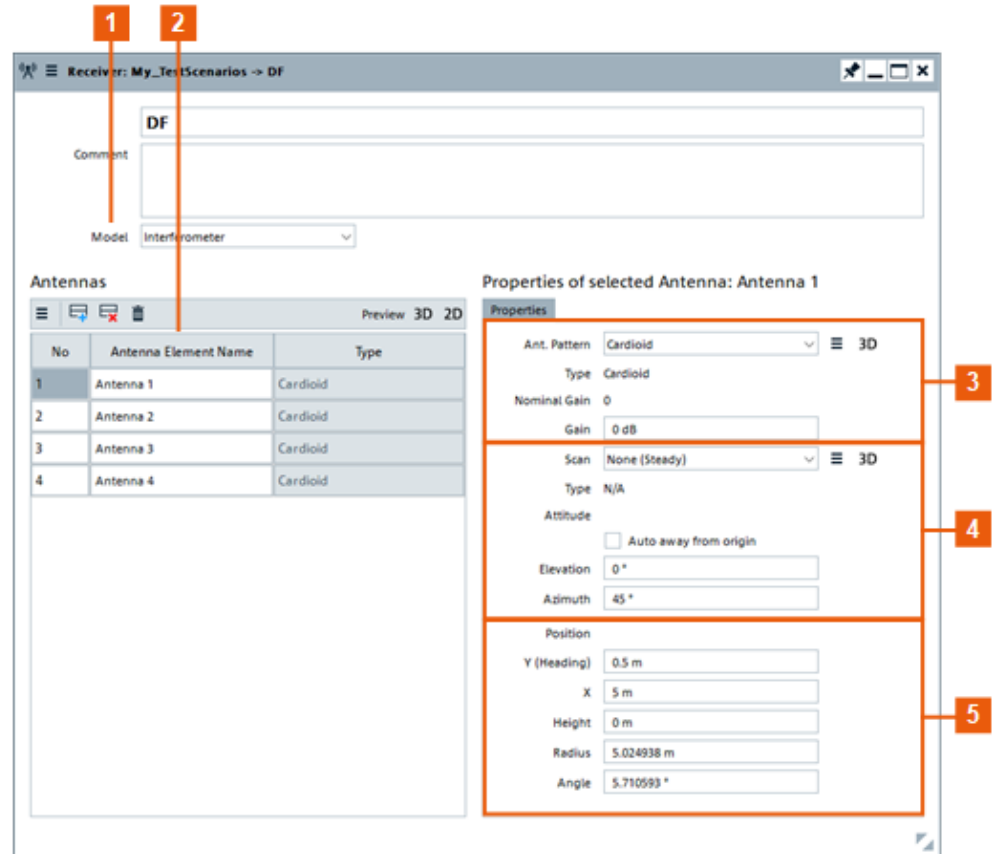 1 2
Receiver: My_TestScenarios -> DF
DF
Comment
Model Interferometer
Antennas
Preview 3D 2D
No Antenna Element Name Type
1 Antenna 1 Cardioid
2 Antenna 2 Cardioid
3 Antenna 3 Cardioid
4 Antenna 4 Cardioid
Properties of selected Antenna: Antenna 1
Properties
Ant. Pattern Cardioid 3D
Type Cardioid
3
Nominal Gain 0
Gain 0 dB
Scan None (Steady) 3D
Type N/A
Attitude
4
Auto away from origin
Elevation 0 °
Azimuth 45 °
Position
Y (Heading) 0.5 m
X 5 m
5
Height 0 m
Radius 5.024938 m
Angle 5.710593 °